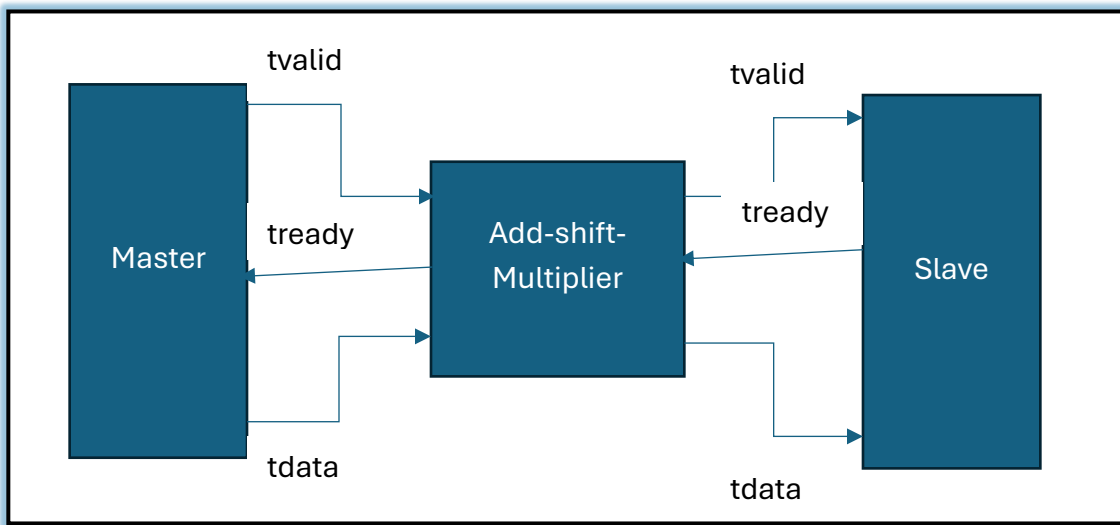 tvalid
tvalid
tready
tready
Master
Add-shift-
Multiplier
Slave
tdata
tdata